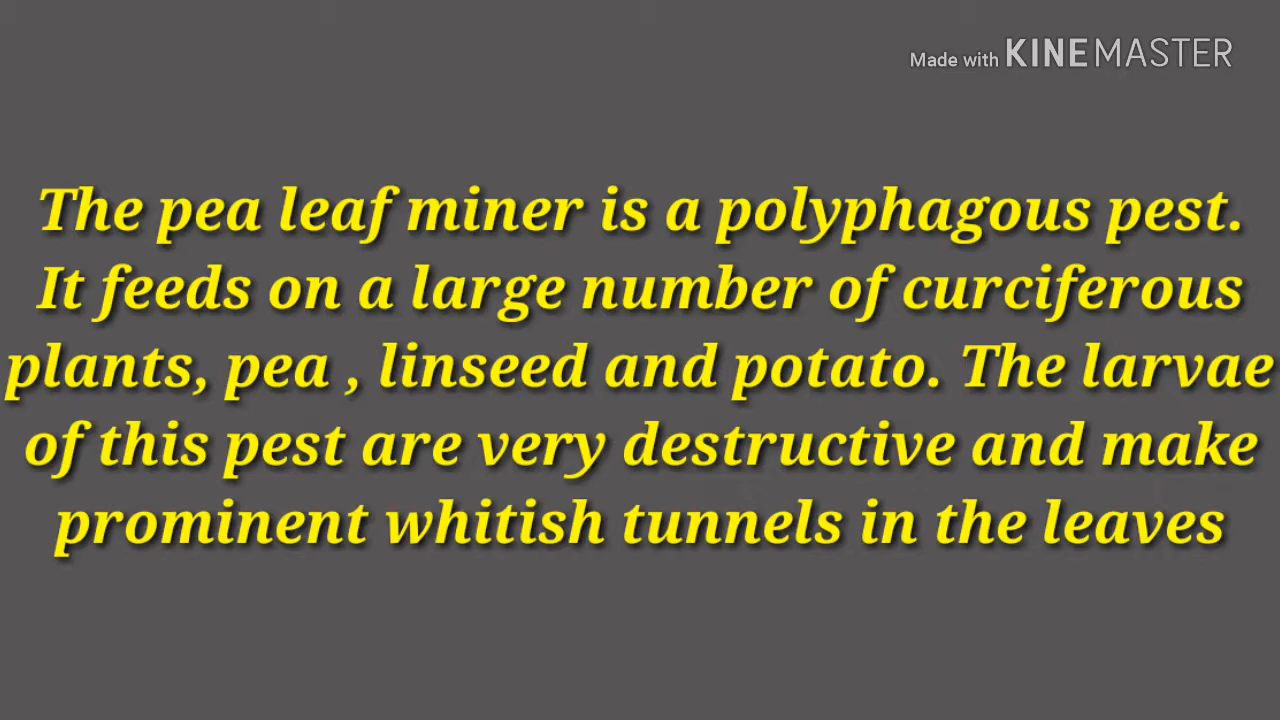 Made with KINEMASTER
The pea leaf miner is a polyphagous pest.
It feeds on a large number of curciferous
plants, pea , linseed and potato. The larvae
of this pest are very destructive and make
prominent whitish tunnels in the leaves